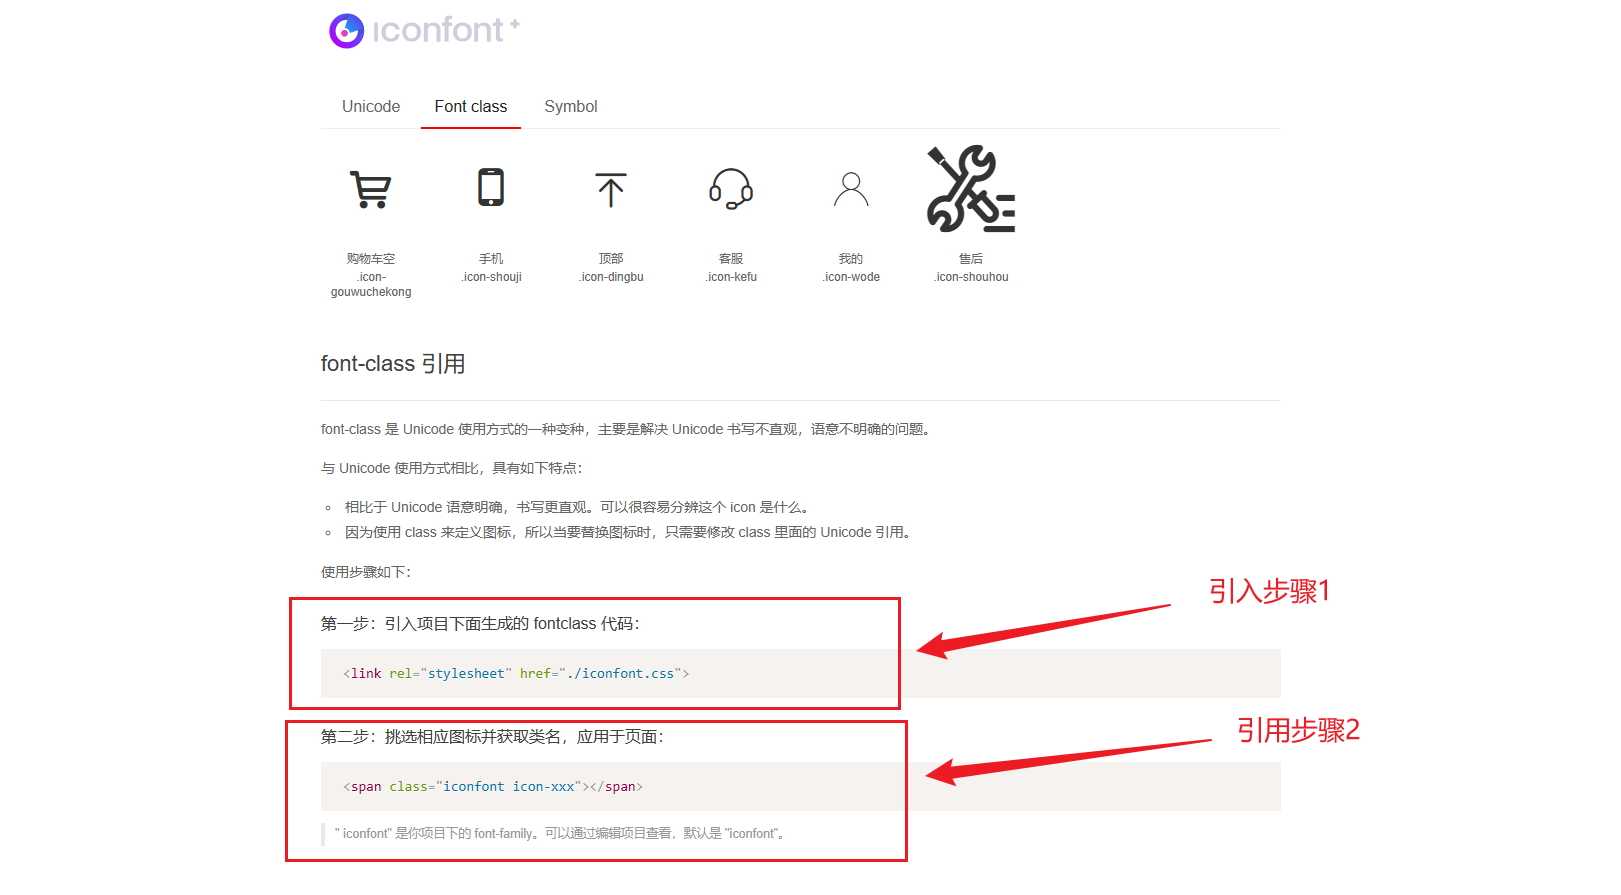 iconfont+
Unicode Font class Symbol
购物车空 手机 顶部 客服 我的 售后
.icon-gouwuchekong .icon-shouji .icon-dingbu .icon-kefu .icon-wode .icon-shouhou
font-class 引用
font-class 是 Unicode 使用方式的一种变种，主要是解决 Unicode 书写不直观，语意不明确的问题。
与 Unicode 使用方式相比，具有如下特点：
相比于 Unicode 语意明确，书写更直观。可以很容易分辨这个 icon 是什么。
因为使用 class 来定义图标，所以当要替换图标时，只需要修改 class 里面的 Unicode 引用。
使用步骤如下：
引入步骤1
第一步：引入项目下面生成的 fontclass 代码：
<link rel="stylesheet" href="./iconfont.css">
引用步骤2
第二步：挑选相应图标并获取类名，应用于页面：
<span class="iconfont icon-xxx"></span>
" iconfont" 是你项目下的 font-family。可以通过编辑项目查看，默认是 "iconfont"。